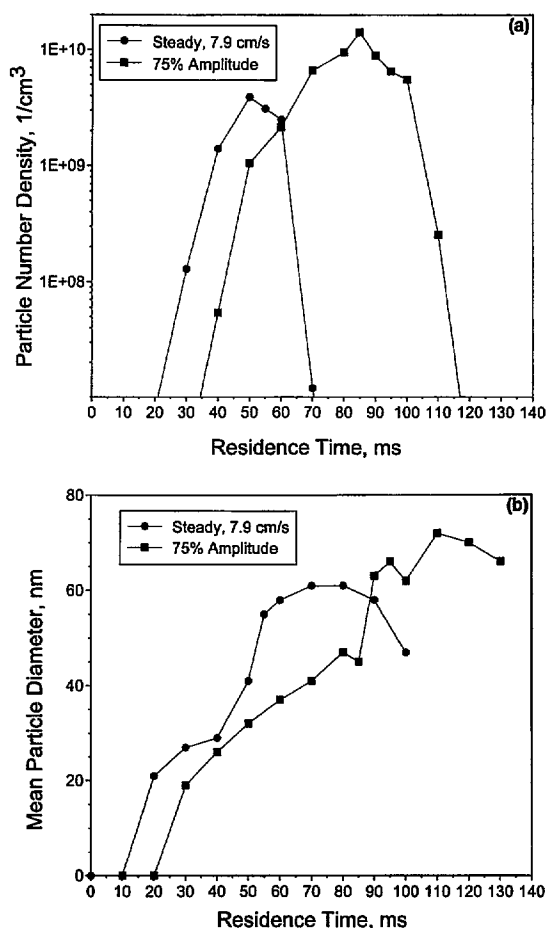 (a)
Steady, 7.9 cm/s
75% Amplitude
Particle Number Density, 1/cm³
1E+10
1E+09
1E+08
0 10 20 30 40 50 60 70 80 90 100 110 120 130 140
Residence Time, ms
(b)
Steady, 7.9 cm/s
75% Amplitude
Mean Particle Diameter, nm
80
60
40
20
0
0 10 20 30 40 50 60 70 80 90 100 110 120 130 140
Residence Time, ms